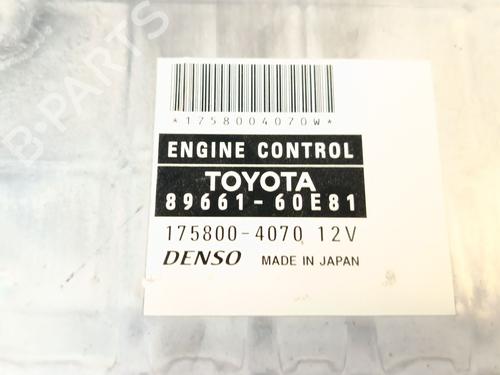 B-PARTS
*1758004070W*
ENGINE CONTROL
TOYOTA
89661-60E81
175800-4070 12V
DENSO MADE IN JAPAN